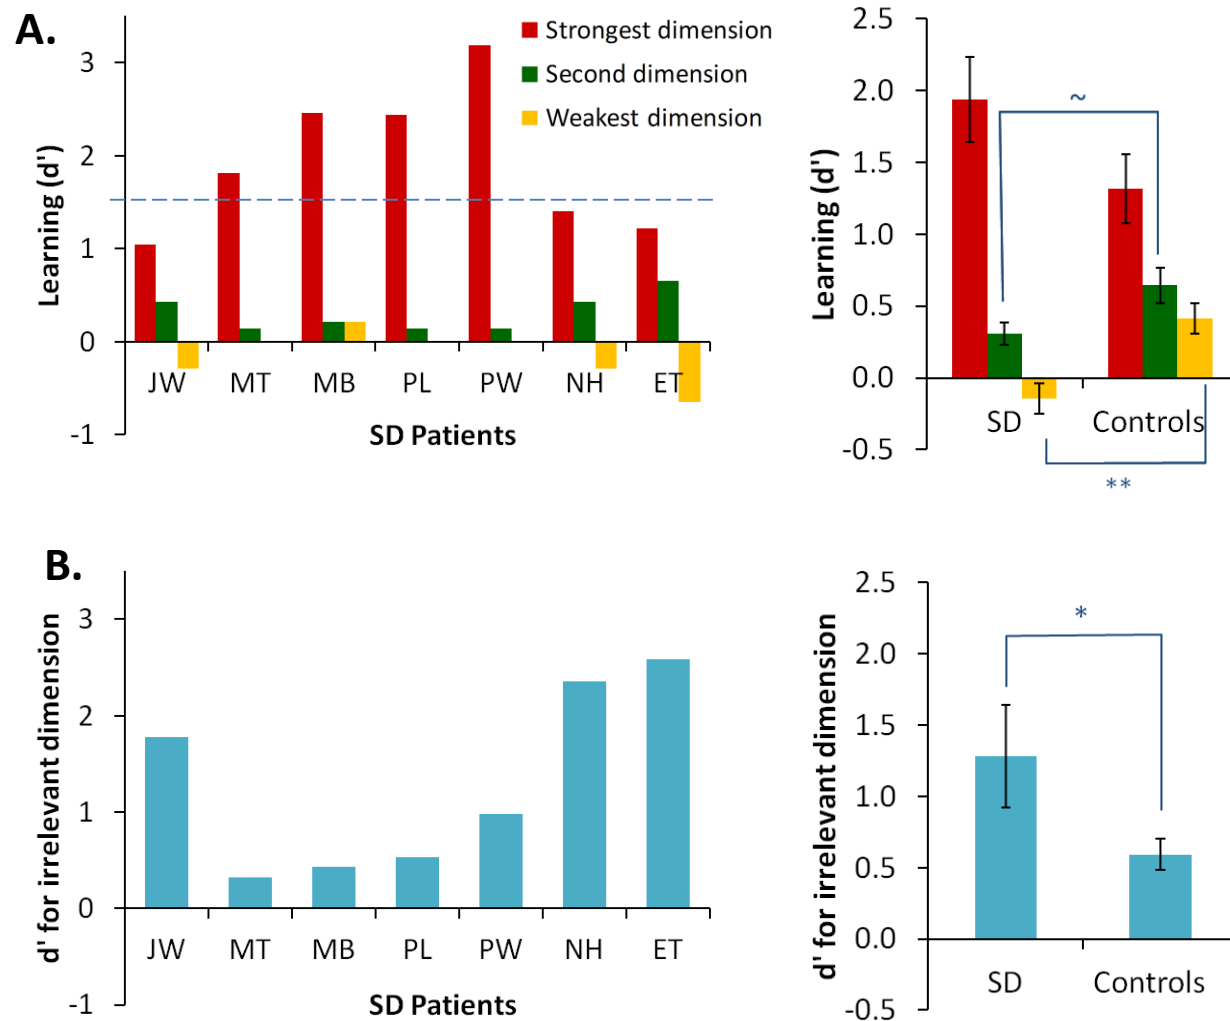 A.
Learning (d')
3
2
1
0
-1
Strongest dimension
Second dimension
Weakest dimension
JW MT MB PL PW NH ET
SD Patients
Learning (d')
2.5
2.0
1.5
1.0
0.5
0.0
-0.5
~
SD Controls
**
B.
d' for irrelevant dimension
3
2
1
0
-1
JW MT MB PL PW NH ET
SD Patients
d' for irrelevant dimension
2.5
2.0
1.5
1.0
0.5
0.0
-0.5
*
SD Controls